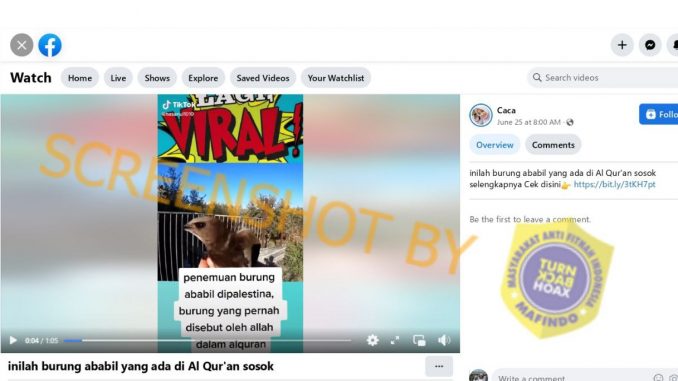 Watch
Home
Live
Shows
Explore
Saved Videos
Your Watchlist
Search videos
TikTok
LAGI
VIRAL!
SCREENSHOT BY
penemuan burung
ababil dipalestina,
burung yang pernah
disebut oleh allah
dalam alquran
0:04 / 1:05
inilah burung ababil yang ada di Al Qur'an sosok
Caca
June 25 at 8:00 AM
Follo
Overview
Comments
inilah burung ababil yang ada di Al Qur'an sosok
selengkapnya Cek disini👉 https://bit.ly/3tKH7pt
Be the first to leave a comment.
MASYARAKAT ANTI FITNAH INDONESIA
TURN
BACK
HOAX
MAFINDO
Write a comment...